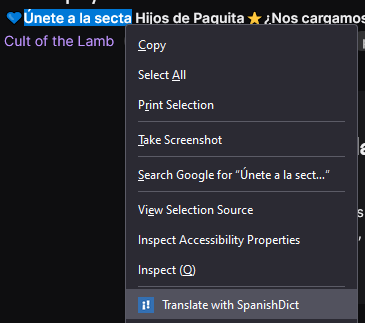 💙Únete a la secta Hijos de Paquita ⭐¿Nos cargamos
Cult of the Lamb
Copy
Select All
Print Selection
Take Screenshot
Search Google for “Únete a la sect...”
View Selection Source
Inspect Accessibility Properties
Inspect (Q)
Translate with SpanishDict